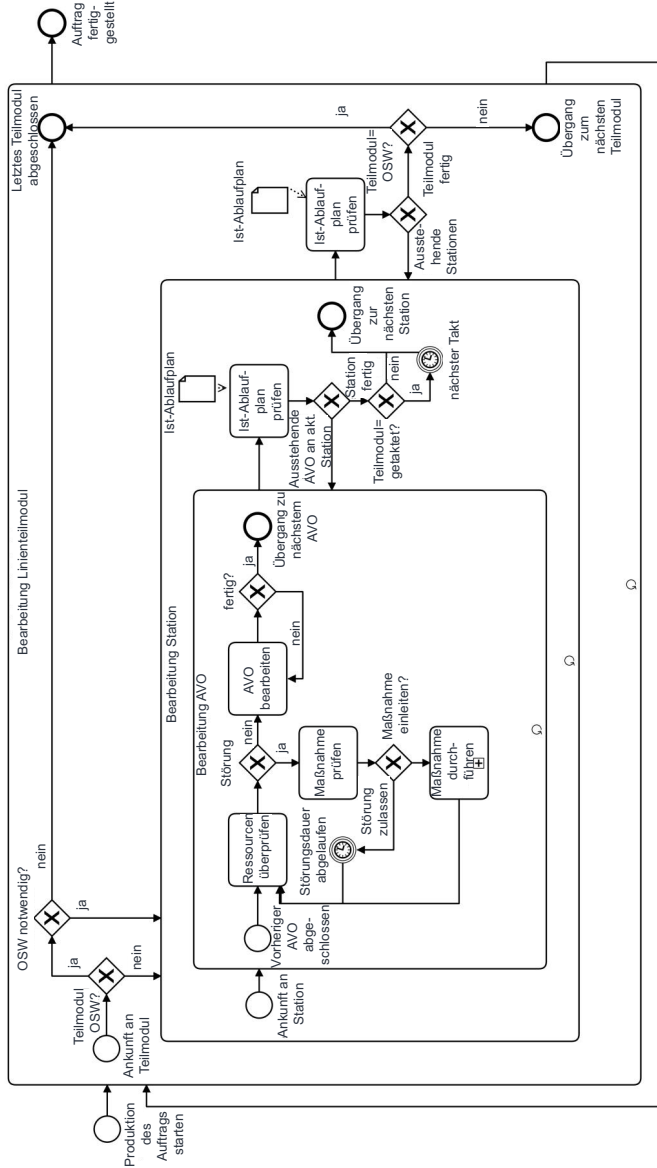 Produktion
des
Auftrags
starten
Bearbeitung Linienteilmodul
Ankunft an
Teilmodul
Teilmodul
OSW?
ja
nein
OSW notwendig?
nein
ja
Letztes Teilmodul
abgeschlossen
Auftrag
fertig-
gestellt
Bearbeitung Station
Ankunft an
Station
Bearbeitung AVO
Vorheriger
AVO
abge-
schlossen
Ressourcen
überprüfen
Störung
nein
ja
AVO
bearbeiten
fertig?
ja
nein
Übergang zu
nächstem
AVO
Maßnahme
prüfen
Maßnahme
einleiten?
Störung
zulassen
Störungsdauer
abgelaufen
Maßnahme
durch-
führen
Ist-Ablaufplan
Ist-Ablauf-
plan
prüfen
Ausstehende
AVO an akt.
Station
Station
fertig
Teilmodul=
getaktet?
nein
ja
nächster Takt
Übergang
zur
nächsten
Station
Ist-Ablaufplan
Ist-Ablauf-
plan
prüfen
Ausste-
hende
Stationen
Teilmodul
fertig
Teilmodul=
OSW?
ja
nein
Übergang
zum
nächsten
Teilmodul